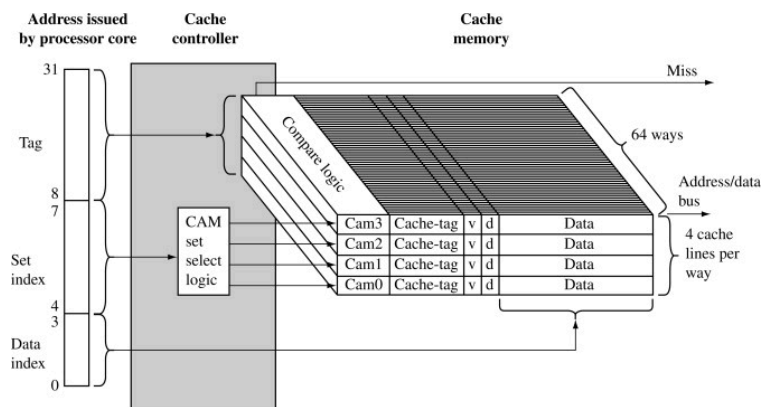 Address issued
by processor core
Cache
controller
Cache
memory
31
Tag
8
7
Set
index
4
3
Data
index
0
CAM
set
select
logic
Compare logic
Miss
64 ways
Address/data
bus
4 cache
lines per
way
Cam3 Cache-tag v d Data
Cam2 Cache-tag v d Data
Cam1 Cache-tag v d Data
Cam0 Cache-tag v d Data